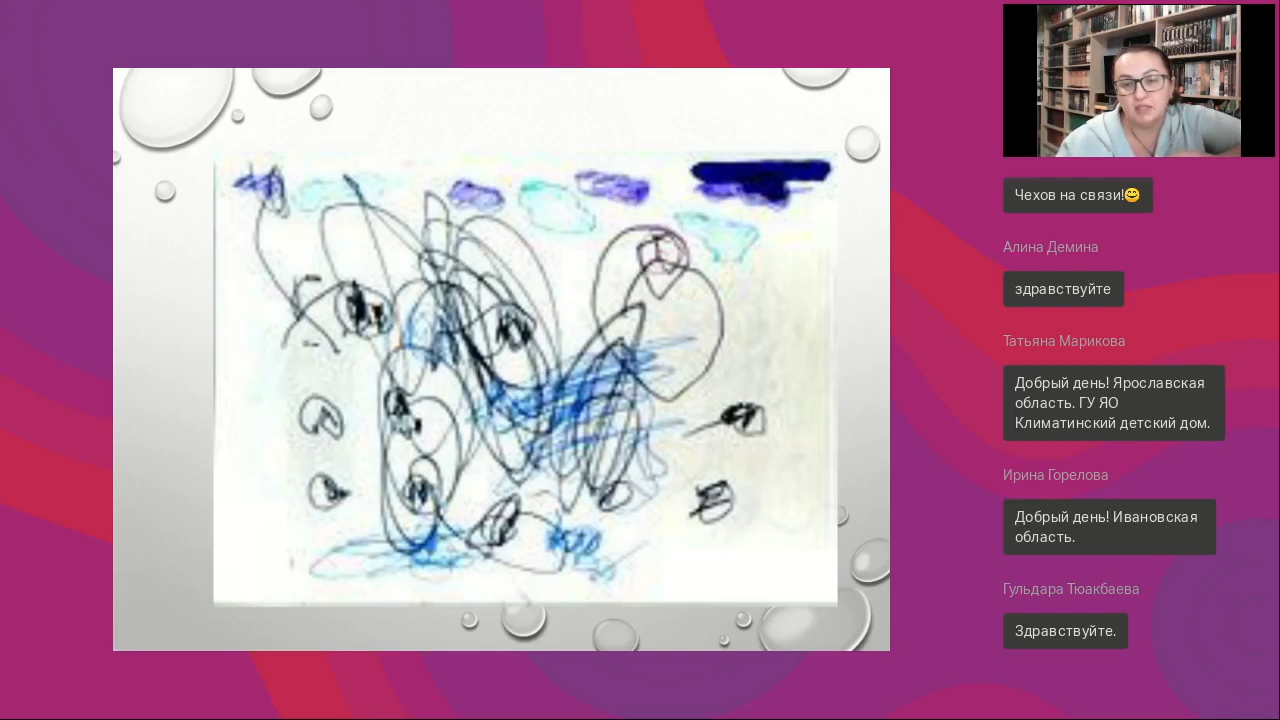 Чехов на связи!😊
Алина Демина
здравствуйте
Татьяна Марикова
Добрый день! Ярославская
область. ГУ ЯО
Климатинский детский дом.
Ирина Горелова
Добрый день! Ивановская
область.
Гульдара Тюакбаева
Здравствуйте.